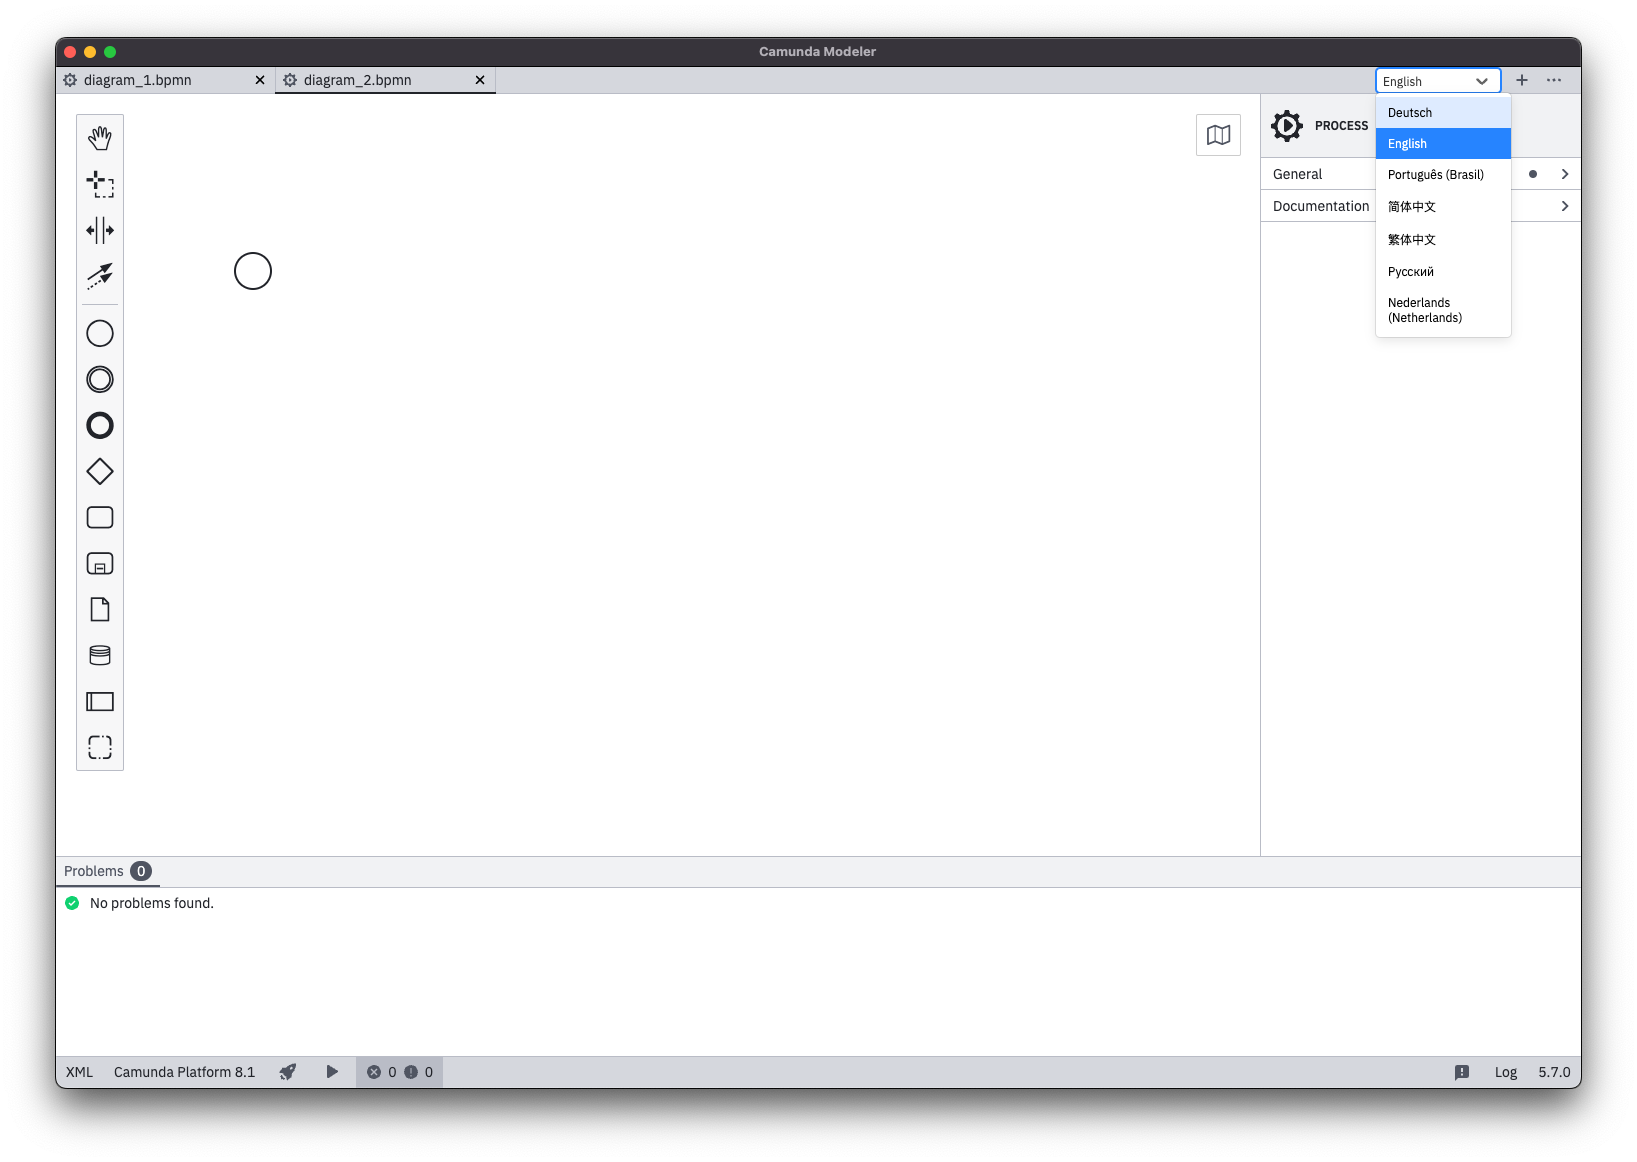 Camunda Modeler
diagram_1.bpmn
diagram_2.bpmn
English
Deutsch
English
Português (Brasil)
简体中文
繁体中文
Русский
Nederlands
(Netherlands)
PROCESS
General
Documentation
Problems 0
No problems found.
XML Camunda Platform 8.1 0 0 Log 5.7.0